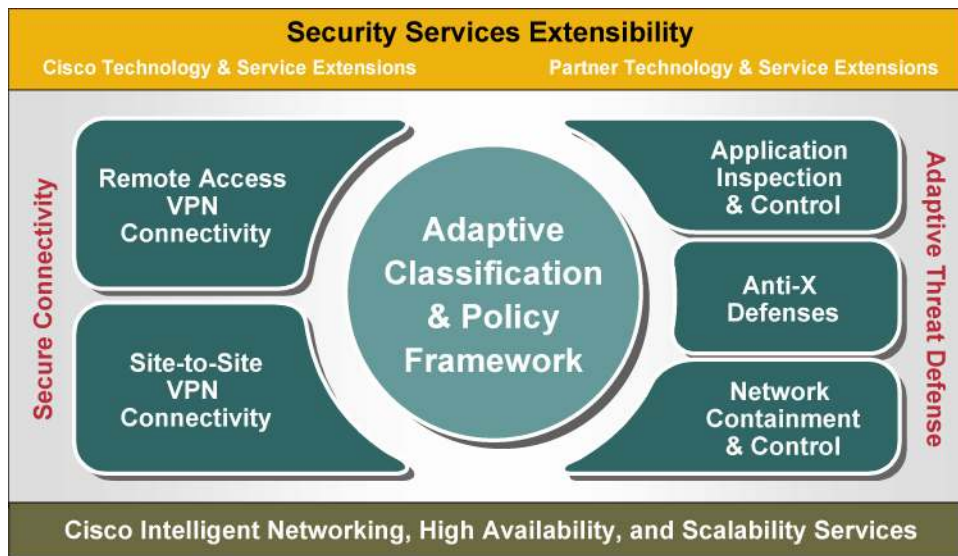 Security Services Extensibility
Cisco Technology & Service Extensions
Partner Technology & Service Extensions
Secure Connectivity
Remote Access
VPN
Connectivity
Site-to-Site
VPN
Connectivity
Adaptive
Classification
& Policy
Framework
Application
Inspection
& Control
Anti-X
Defenses
Network
Containment
& Control
Adaptive Threat Defense
Cisco Intelligent Networking, High Availability, and Scalability Services